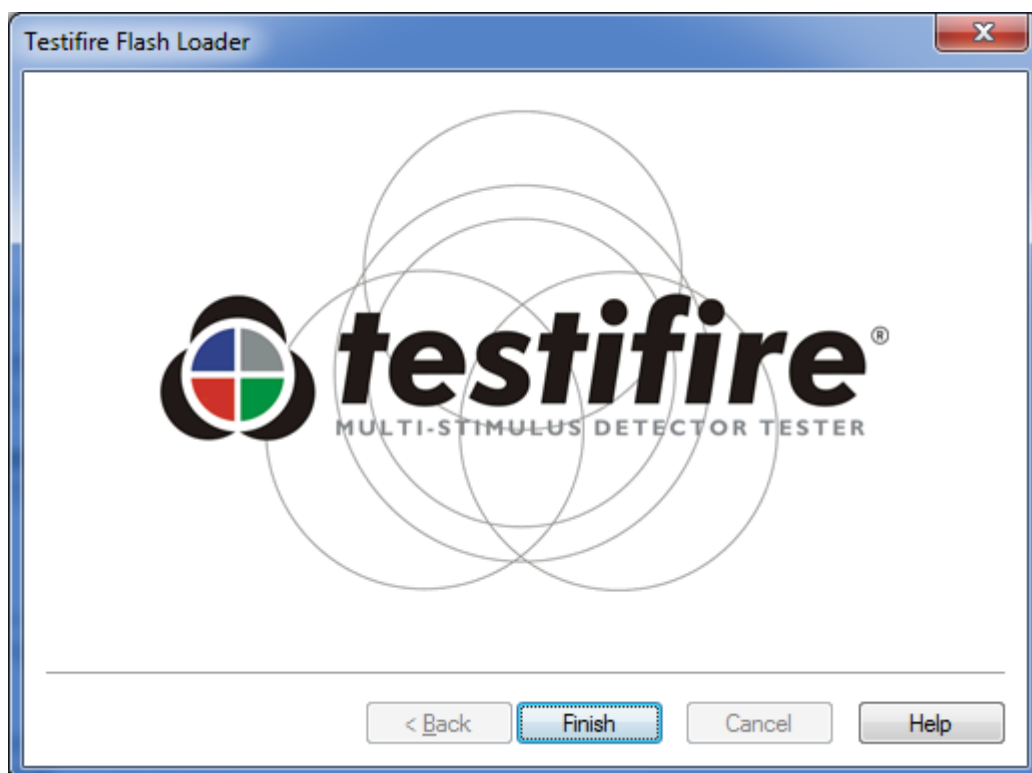 Testifire Flash Loader
testifire®
MULTI-STIMULUS DETECTOR TESTER
< Back Finish Cancel Help